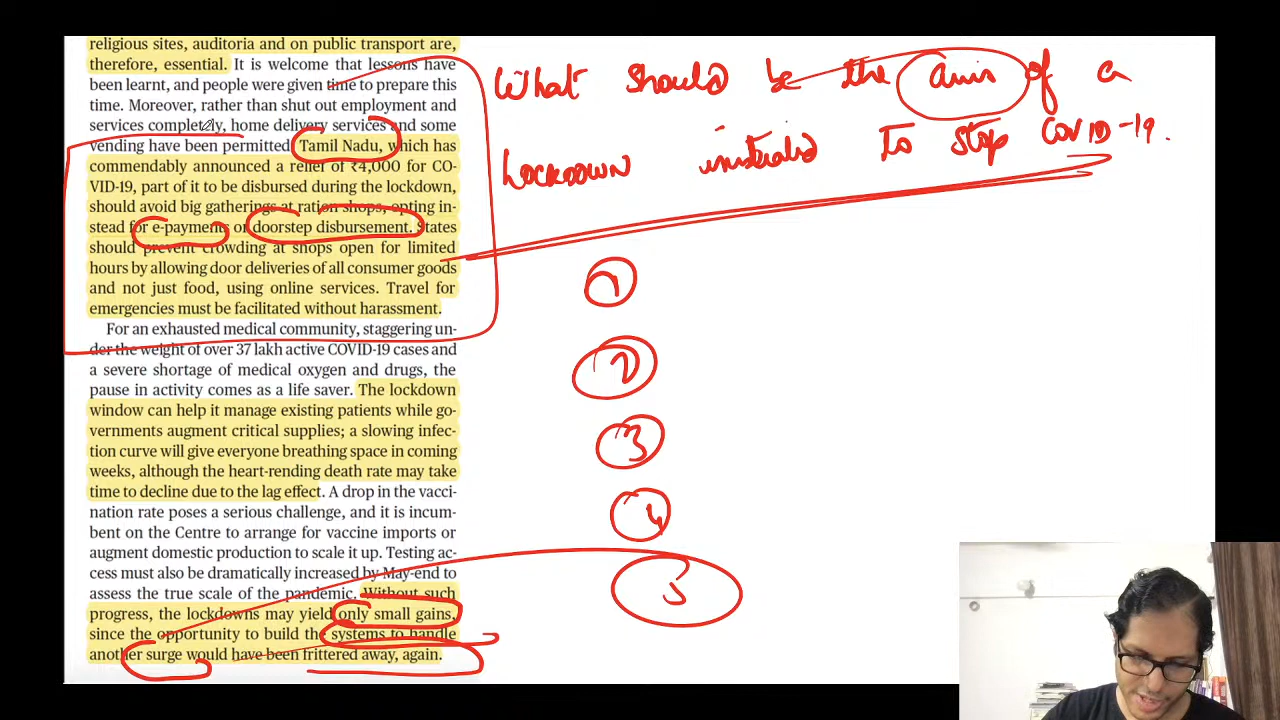 religious sites, auditoria and on public transport are,
therefore, essential. It is welcome that lessons have
been learnt, and people were given time to prepare this
time. Moreover, rather than shut out employment and
services completely, home delivery services and some
vending have been permitted. Tamil Nadu, which has
commendably announced a relief of ₹4,000 for CO-
VID-19, part of it to be disbursed during the lockdown,
should avoid big gatherings at ration shops, opting in-
stead for e-payments or doorstep disbursement. States
should prevent crowding at shops open for limited
hours by allowing door deliveries of all consumer goods
and not just food, using online services. Travel for
emergencies must be facilitated without harassment.
For an exhausted medical community, staggering un-
der the weight of over 37 lakh active COVID-19 cases and
a severe shortage of medical oxygen and drugs, the
pause in activity comes as a life saver. The lockdown
window can help it manage existing patients while go-
vernments augment critical supplies; a slowing infec-
tion curve will give everyone breathing space in coming
weeks, although the heart-rending death rate may take
time to decline due to the lag effect. A drop in the vacci-
nation rate poses a serious challenge, and it is incum-
bent on the Centre to arrange for vaccine imports or
augment domestic production to scale it up. Testing ac-
cess must also be dramatically increased by May-end to
assess the true scale of the pandemic. Without such
progress, the lockdowns may yield only small gains,
since the opportunity to build the systems to handle
another surge would have been frittered away, again.
What should be the aim of a
Lockdown initiated to stop COVID-19.
1
2
3
4
5